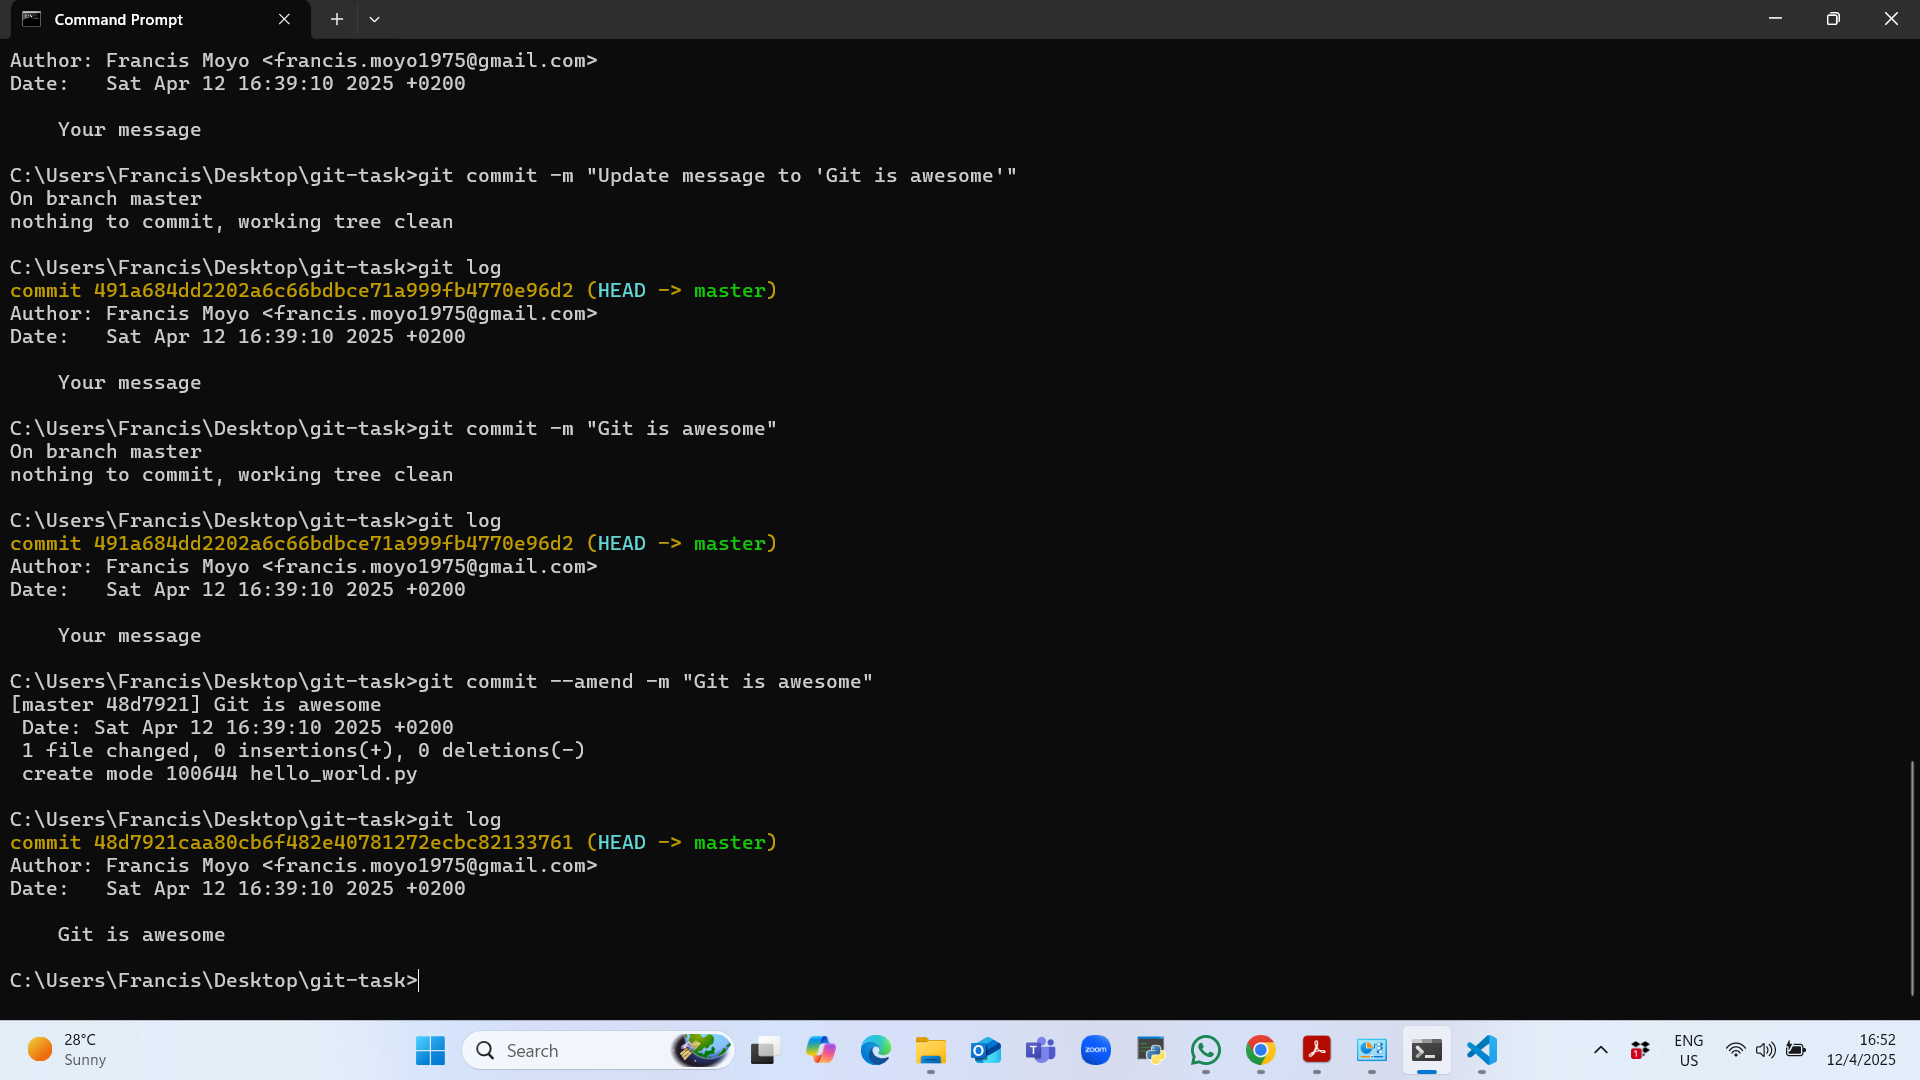 Command Prompt
Author: Francis Moyo <francis.moyo1975@gmail.com>
Date:   Sat Apr 12 16:39:10 2025 +0200
    Your message
C:\Users\Francis\Desktop\git-task>git commit -m "Update message to 'Git is awesome'"
On branch master
nothing to commit, working tree clean
C:\Users\Francis\Desktop\git-task>git log
commit 491a684dd2202a6c66bdbce71a999fb4770e96d2 (HEAD -> master)
Author: Francis Moyo <francis.moyo1975@gmail.com>
Date:   Sat Apr 12 16:39:10 2025 +0200
    Your message
C:\Users\Francis\Desktop\git-task>git commit -m "Git is awesome"
On branch master
nothing to commit, working tree clean
C:\Users\Francis\Desktop\git-task>git log
commit 491a684dd2202a6c66bdbce71a999fb4770e96d2 (HEAD -> master)
Author: Francis Moyo <francis.moyo1975@gmail.com>
Date:   Sat Apr 12 16:39:10 2025 +0200
    Your message
C:\Users\Francis\Desktop\git-task>git commit --amend -m "Git is awesome"
[master 48d7921] Git is awesome
 Date: Sat Apr 12 16:39:10 2025 +0200
 1 file changed, 0 insertions(+), 0 deletions(-)
 create mode 100644 hello_world.py
C:\Users\Francis\Desktop\git-task>git log
commit 48d7921caa80cb6f482e40781272ecbc82133761 (HEAD -> master)
Author: Francis Moyo <francis.moyo1975@gmail.com>
Date:   Sat Apr 12 16:39:10 2025 +0200
    Git is awesome
C:\Users\Francis\Desktop\git-task>
28°C
Sunny
Search
zoom
1
ENG
US
16:52
12/4/2025